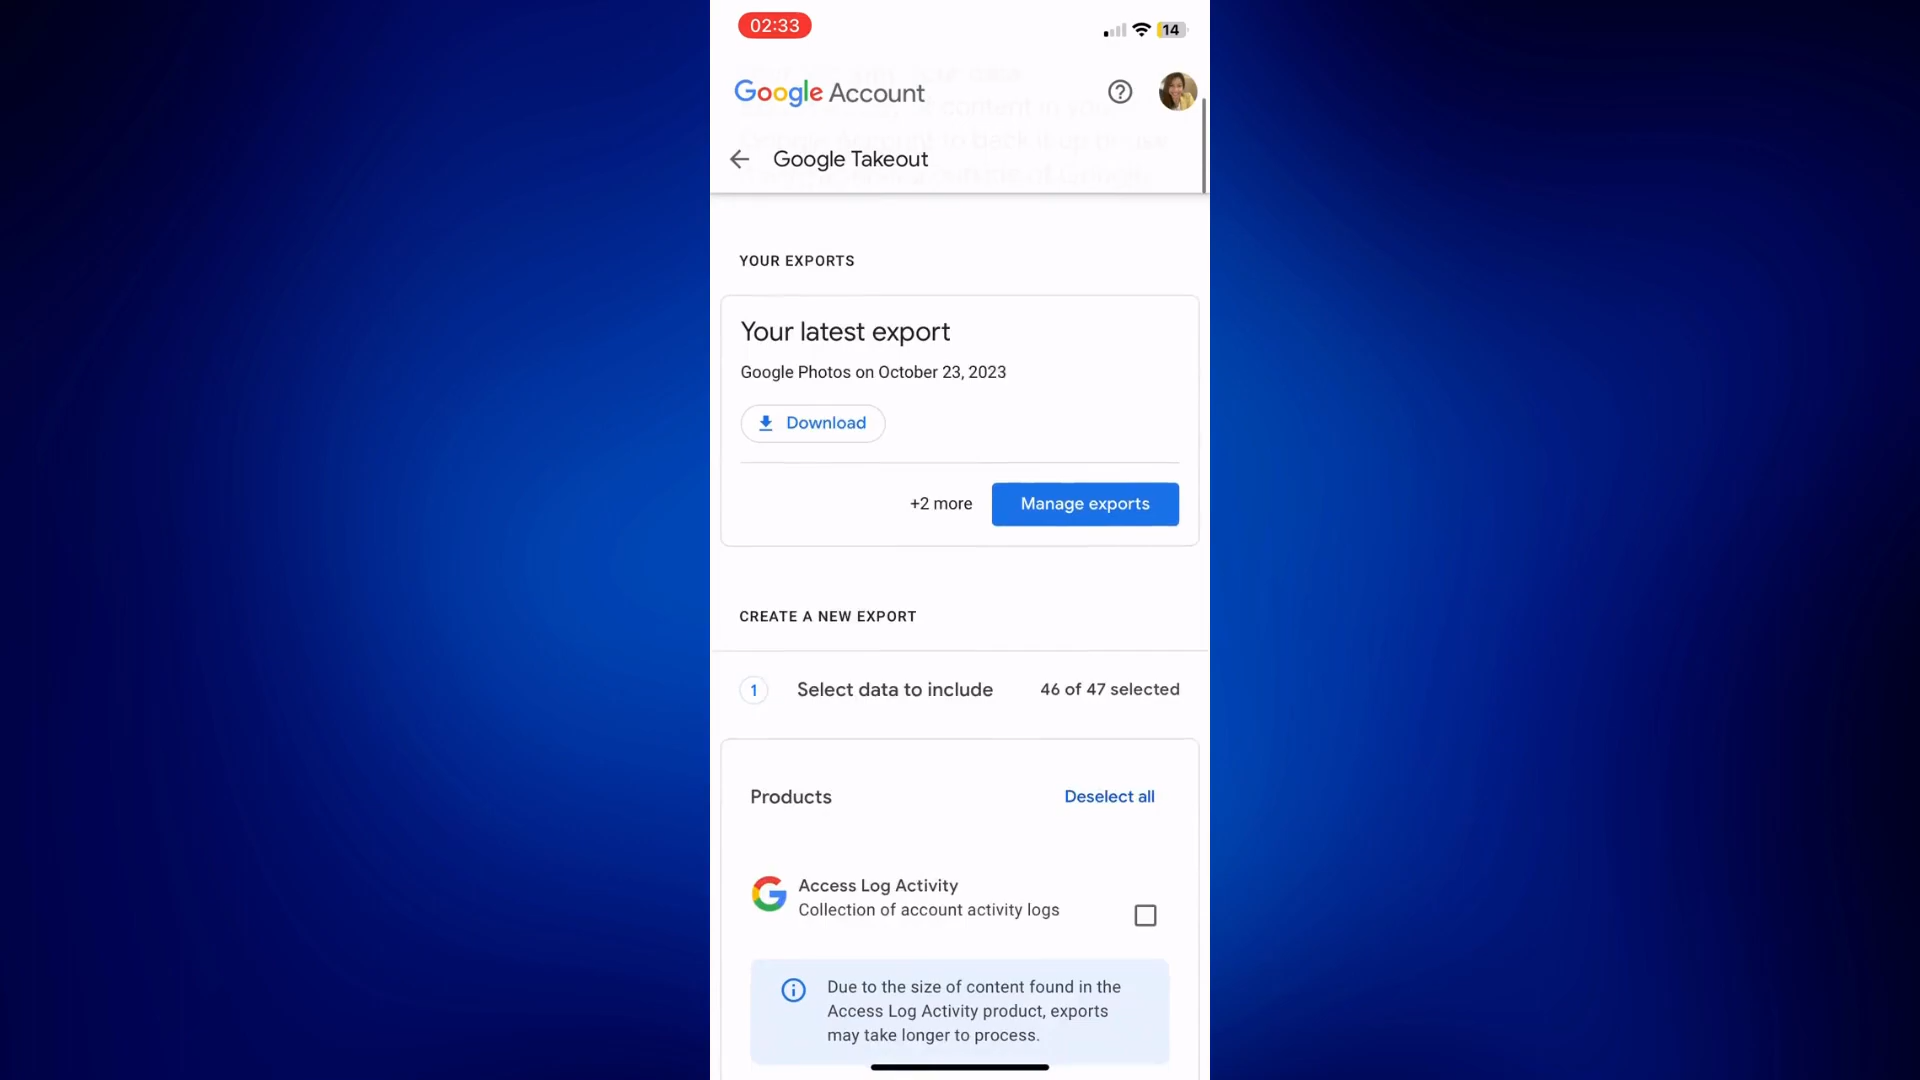 02:33
14
Google Account
Google Takeout
YOUR EXPORTS
Your latest export
Google Photos on October 23, 2023
Download
+2 more
Manage exports
CREATE A NEW EXPORT
1 Select data to include 46 of 47 selected
Products
Deselect all
Access Log Activity
Collection of account activity logs
Due to the size of content found in the
Access Log Activity product, exports
may take longer to process.